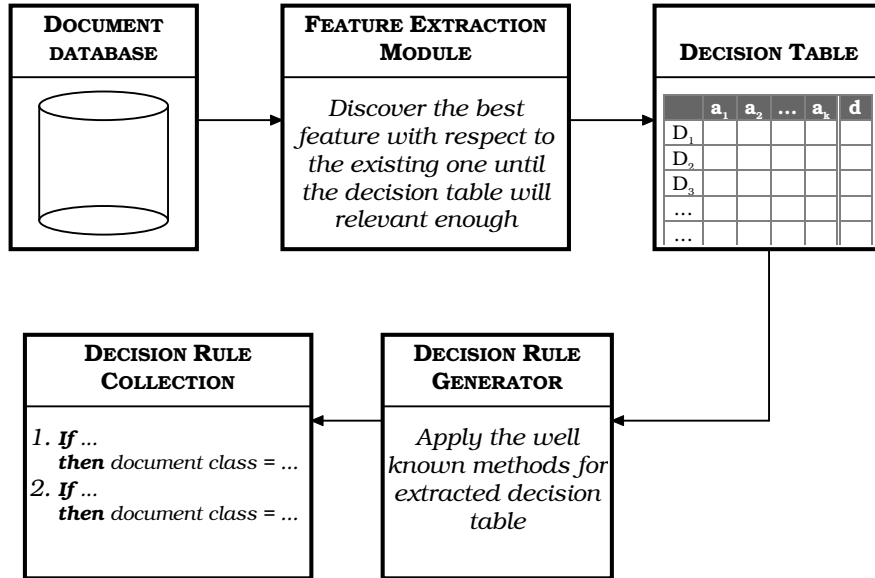 DOCUMENT
DATABASE
FEATURE EXTRACTION
MODULE
Discover the best
feature with respect to
the existing one until
the decision table will
relevant enough
DECISION TABLE
a₁ a₂ ... aₖ d
D₁
D₂
D₃
...
...
DECISION RULE
COLLECTION
1. If ...
then document class = ...
2. If ...
then document class = ...
DECISION RULE
GENERATOR
Apply the well
known methods for
extracted decision
table